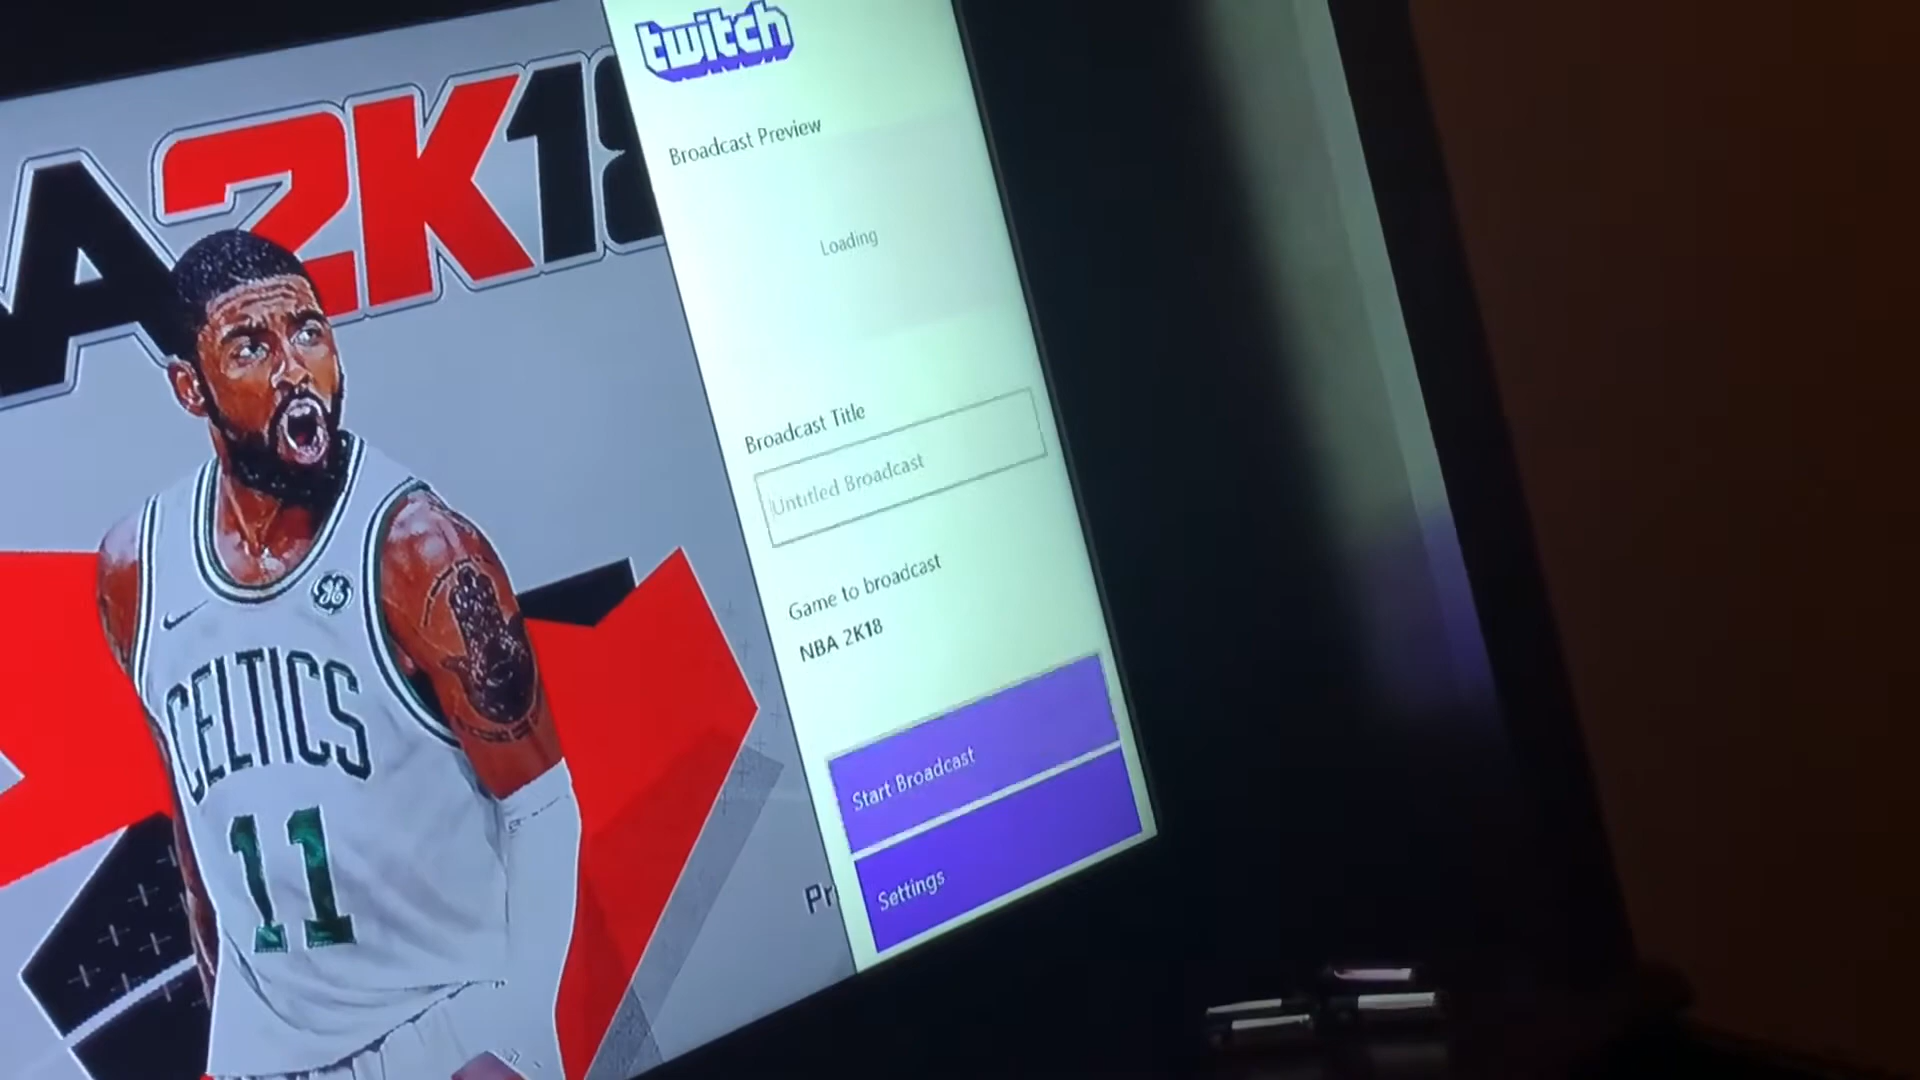 A 2K18
CELTICS
11
Pr
twitch
Broadcast Preview
Loading
Broadcast Title
Untitled Broadcast
Game to broadcast
NBA 2K18
Start Broadcast
Settings